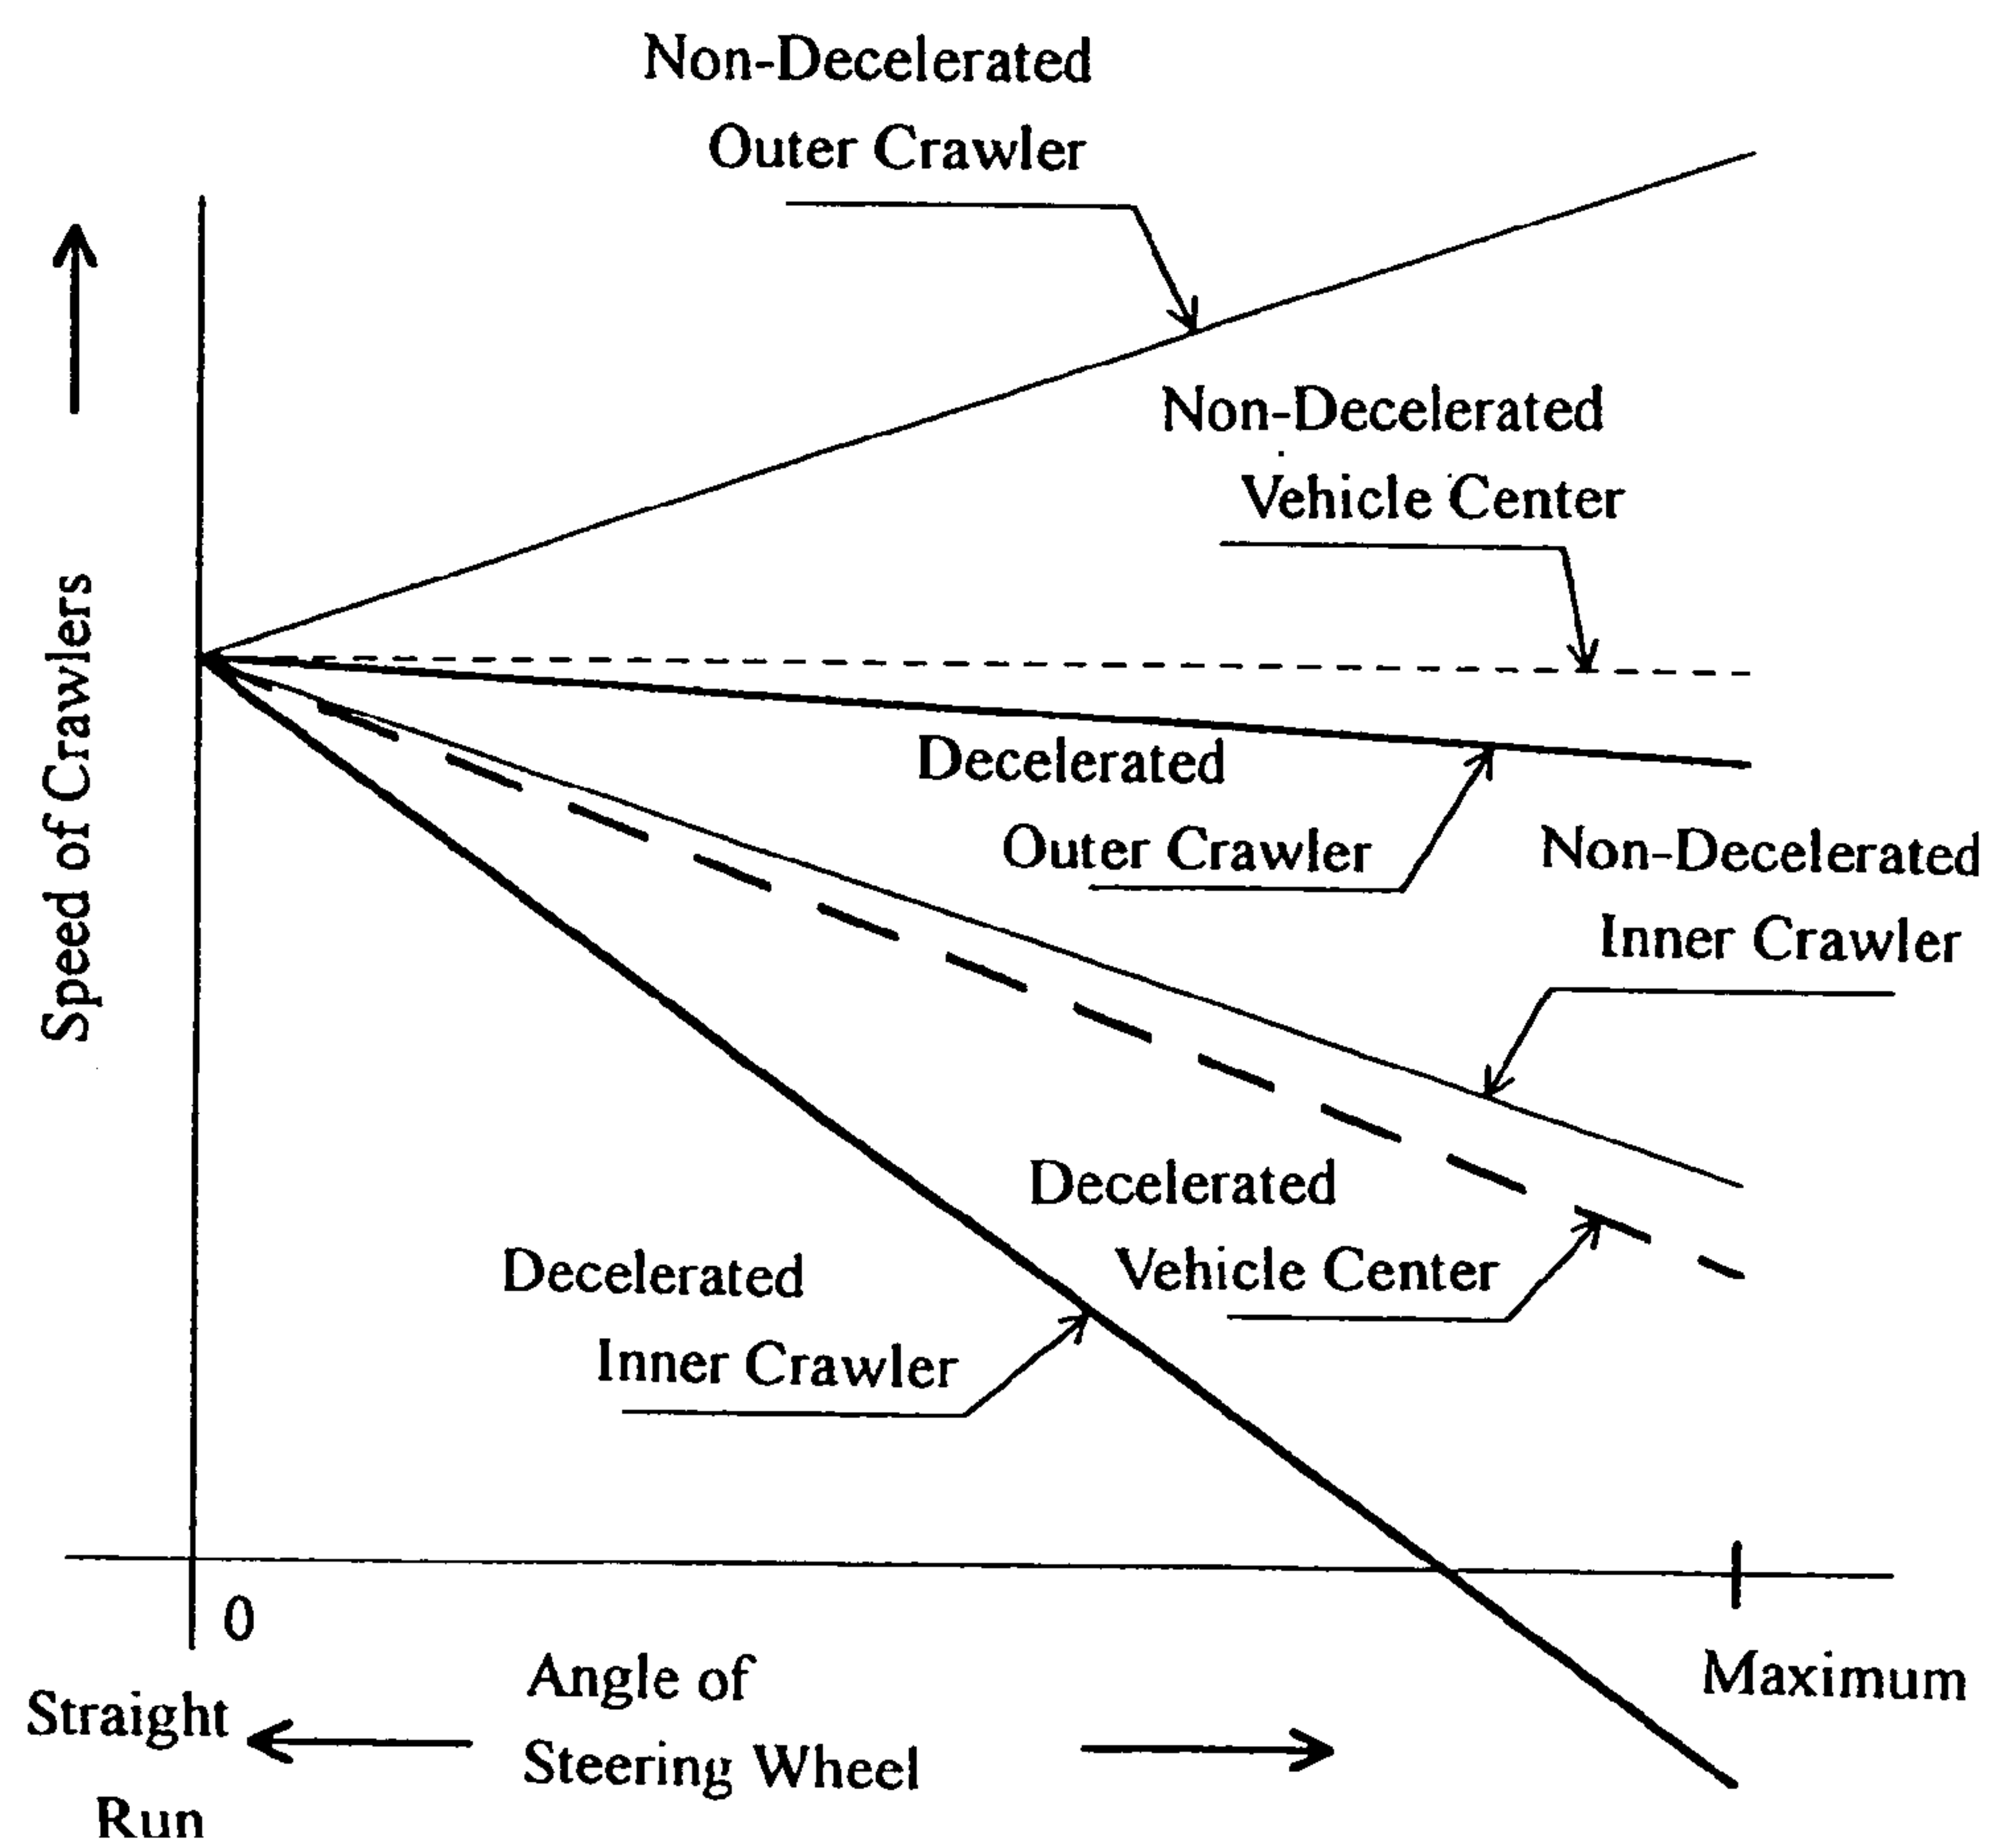 Non-Decelerated
Outer Crawler
Non-Decelerated
Vehicle Center
Speed of Crawlers
Decelerated
Outer Crawler
Non-Decelerated
Inner Crawler
Decelerated
Vehicle Center
Decelerated
Inner Crawler
0
Maximum
Straight
Run
Angle of
Steering Wheel